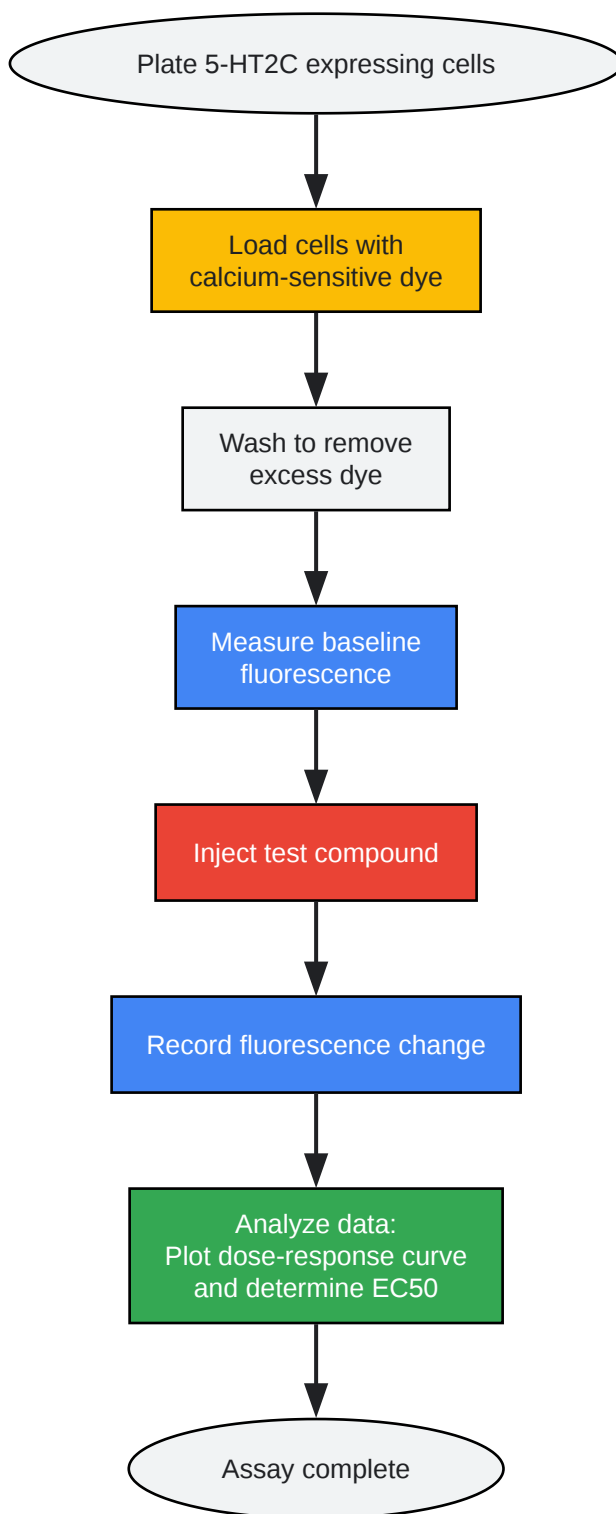 Plate 5-HT2C expressing cells
Load cells with
calcium-sensitive dye
Wash to remove
excess dye
Measure baseline
fluorescence
Inject test compound
Record fluorescence change
Analyze data:
Plot dose-response curve
and determine EC50
Assay complete